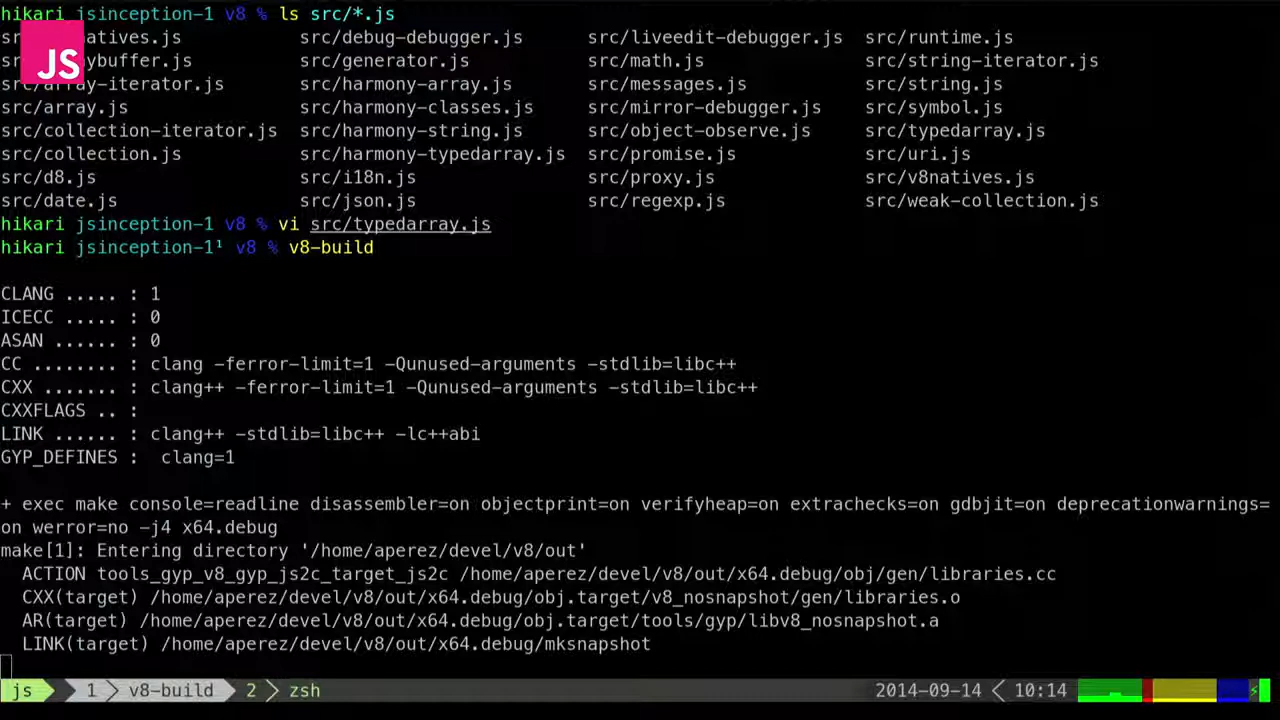 hikari jsinception-1 v8 % ls src/*.js
JS
natives.js src/debug-debugger.js src/liveedit-debugger.js src/runtime.js
src/generator.js src/math.js src/string-iterator.js
src/array-iterator.js src/harmony-array.js src/messages.js src/string.js
src/array.js src/harmony-classes.js src/mirror-debugger.js src/symbol.js
src/collection-iterator.js src/harmony-string.js src/object-observe.js src/typedarray.js
src/collection.js src/harmony-typedarray.js src/promise.js src/uri.js
src/d8.js src/i18n.js src/proxy.js src/v8natives.js
src/date.js src/json.js src/regexp.js src/weak-collection.js
hikari jsinception-1 v8 % vi src/typedarray.js
hikari jsinception-1¹ v8 % v8-build
CLANG ..... : 1
ICECC ..... : 0
ASAN ...... : 0
CC ........ : clang -ferror-limit=1 -Qunused-arguments -stdlib=libc++
CXX ....... : clang++ -ferror-limit=1 -Qunused-arguments -stdlib=libc++
CXXFLAGS .. :
LINK ...... : clang++ -stdlib=libc++ -lc++abi
GYP_DEFINES :  clang=1
+ exec make console=readline disassembler=on objectprint=on verifyheap=on extrachecks=on gdbjit=on deprecationwarnings=
on werror=no -j4 x64.debug
make[1]: Entering directory '/home/aperez/devel/v8/out'
ACTION tools_gyp_v8_gyp_js2c_target_js2c /home/aperez/devel/v8/out/x64.debug/obj/gen/libraries.cc
CXX(target) /home/aperez/devel/v8/out/x64.debug/obj.target/v8_nosnapshot/gen/libraries.o
AR(target) /home/aperez/devel/v8/out/x64.debug/obj.target/tools/gyp/libv8_nosnapshot.a
LINK(target) /home/aperez/devel/v8/out/x64.debug/mksnapshot
js 1 v8-build 2 zsh 2014-09-14 10:14